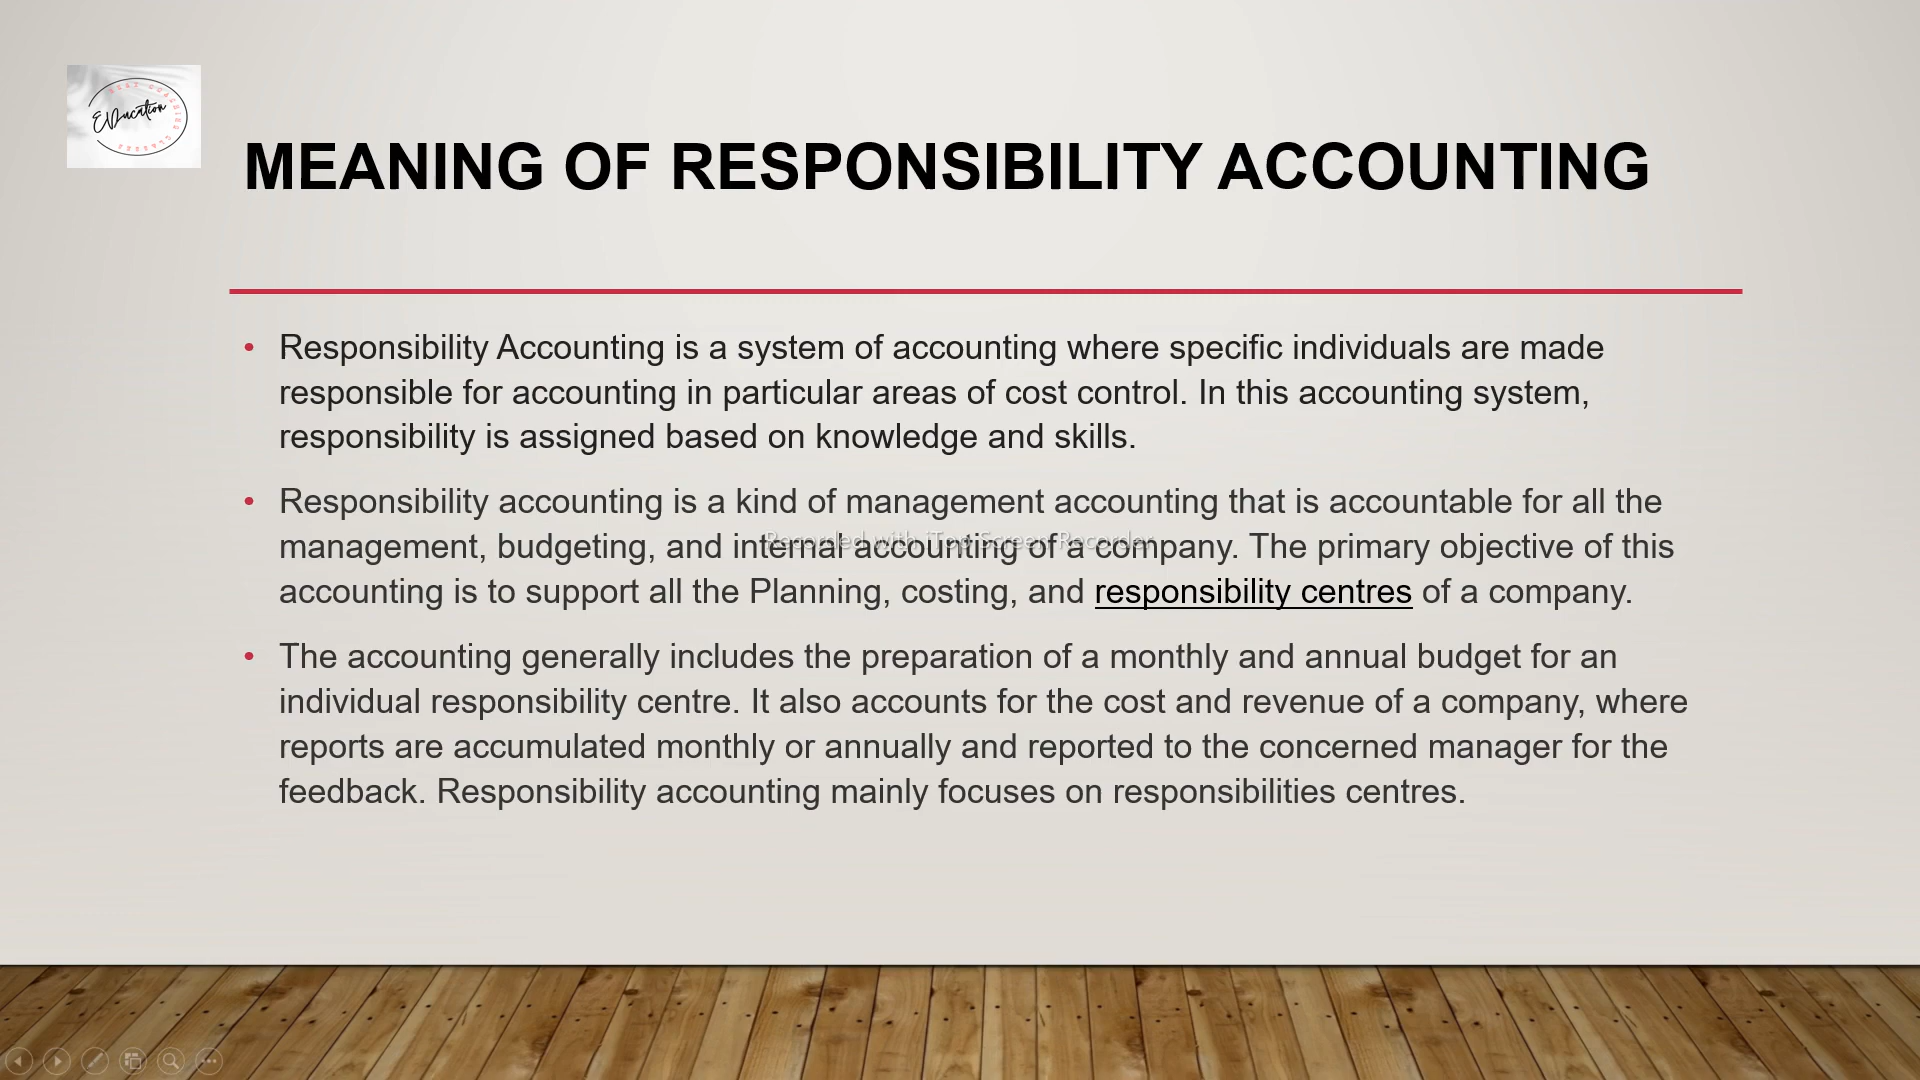 EDucation
MEANING OF RESPONSIBILITY ACCOUNTING
• Responsibility Accounting is a system of accounting where specific individuals are made
responsible for accounting in particular areas of cost control. In this accounting system,
responsibility is assigned based on knowledge and skills.
• Responsibility accounting is a kind of management accounting that is accountable for all the
management, budgeting, and internal accounting of a company. The primary objective of this
accounting is to support all the Planning, costing, and responsibility centres of a company.
Recorded with iTop Screen Recorder
• The accounting generally includes the preparation of a monthly and annual budget for an
individual responsibility centre. It also accounts for the cost and revenue of a company, where
reports are accumulated monthly or annually and reported to the concerned manager for the
feedback. Responsibility accounting mainly focuses on responsibilities centres.